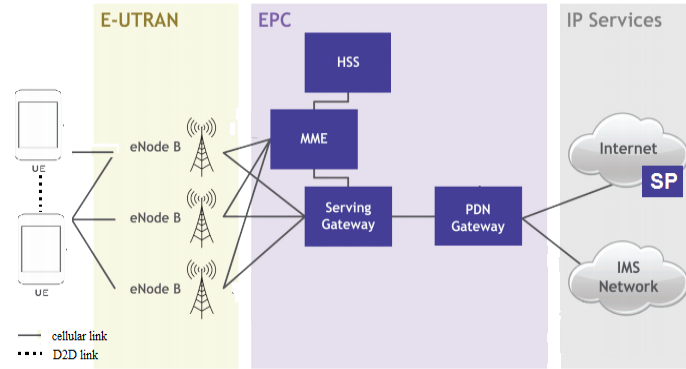 E-UTRAN
EPC
IP Services
HSS
MME
eNode B
eNode B
eNode B
UE
UE
Serving
Gateway
PDN
Gateway
Internet
SP
IMS
Network
cellular link
D2D link